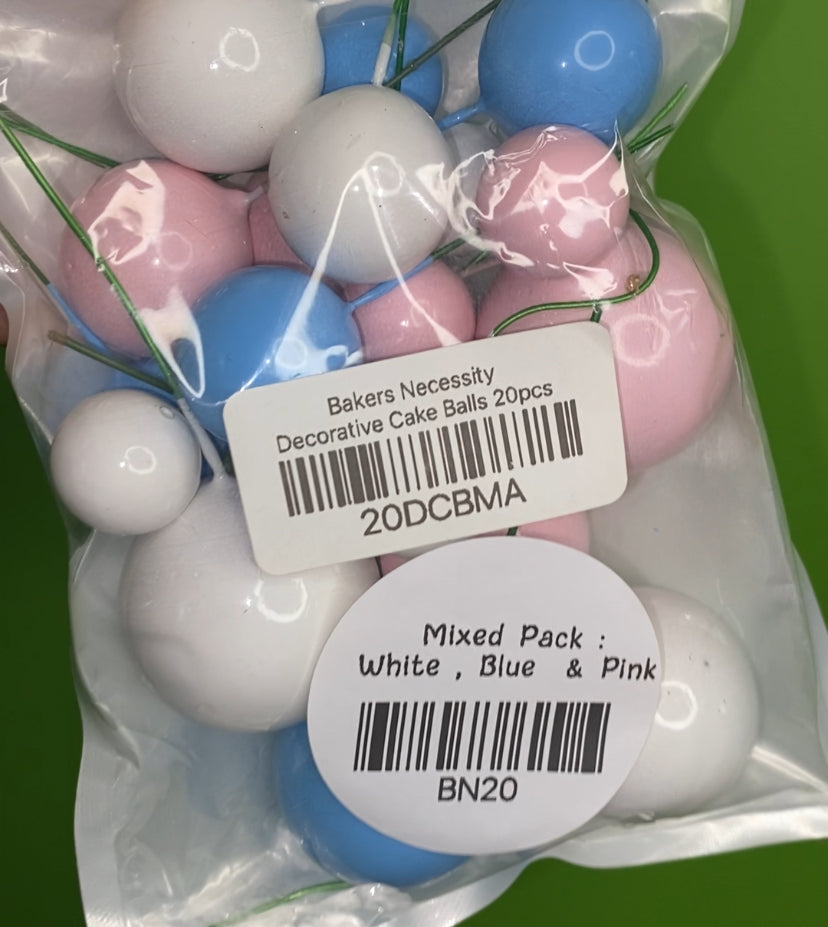 Bakers Necessity
Decorative Cake Balls 20pcs
20DCBMA
Mixed Pack :
White , Blue & Pink
BN20